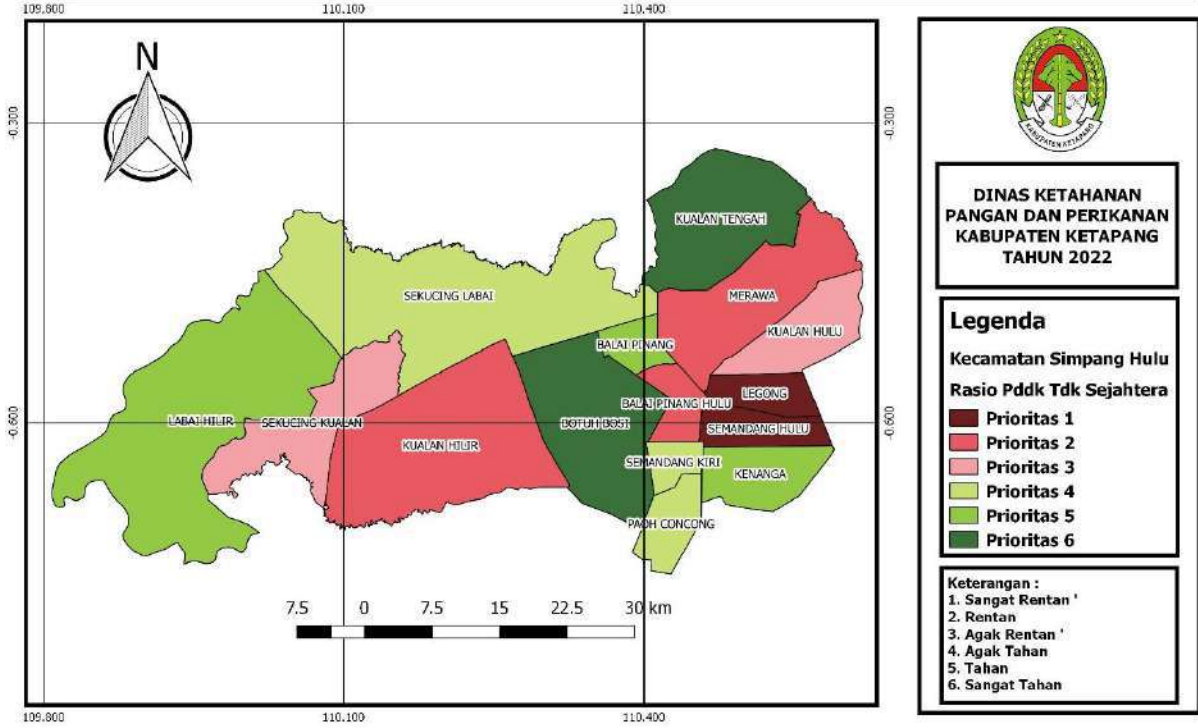 109.800
110.100
110.400
N
-0.300
-0.300
KUALAN TENGAH
SEKUCING LABAI
MERAWA
KUALAN HULU
BALAI PINANG
LEGONG
BALAI PINANG HULU
LABAI HILIR
SEKUCING KUALAN
BOTUH BOSI
SEMANDANG HULU
-0.600
-0.600
KUALAN HILIR
SEMANDANG KIRI
KENANGA
PAOH CONCONG
7.5 0 7.5 15 22.5 30 km
109.800
110.100
110.400
KABUPATEN KETAPANG
DINAS KETAHANAN
PANGAN DAN PERIKANAN
KABUPATEN KETAPANG
TAHUN 2022
Legenda
Kecamatan Simpang Hulu
Rasio Pddk Tdk Sejahtera
Prioritas 1
Prioritas 2
Prioritas 3
Prioritas 4
Prioritas 5
Prioritas 6
Keterangan :
1. Sangat Rentan '
2. Rentan
3. Agak Rentan '
4. Agak Tahan
5. Tahan
6. Sangat Tahan